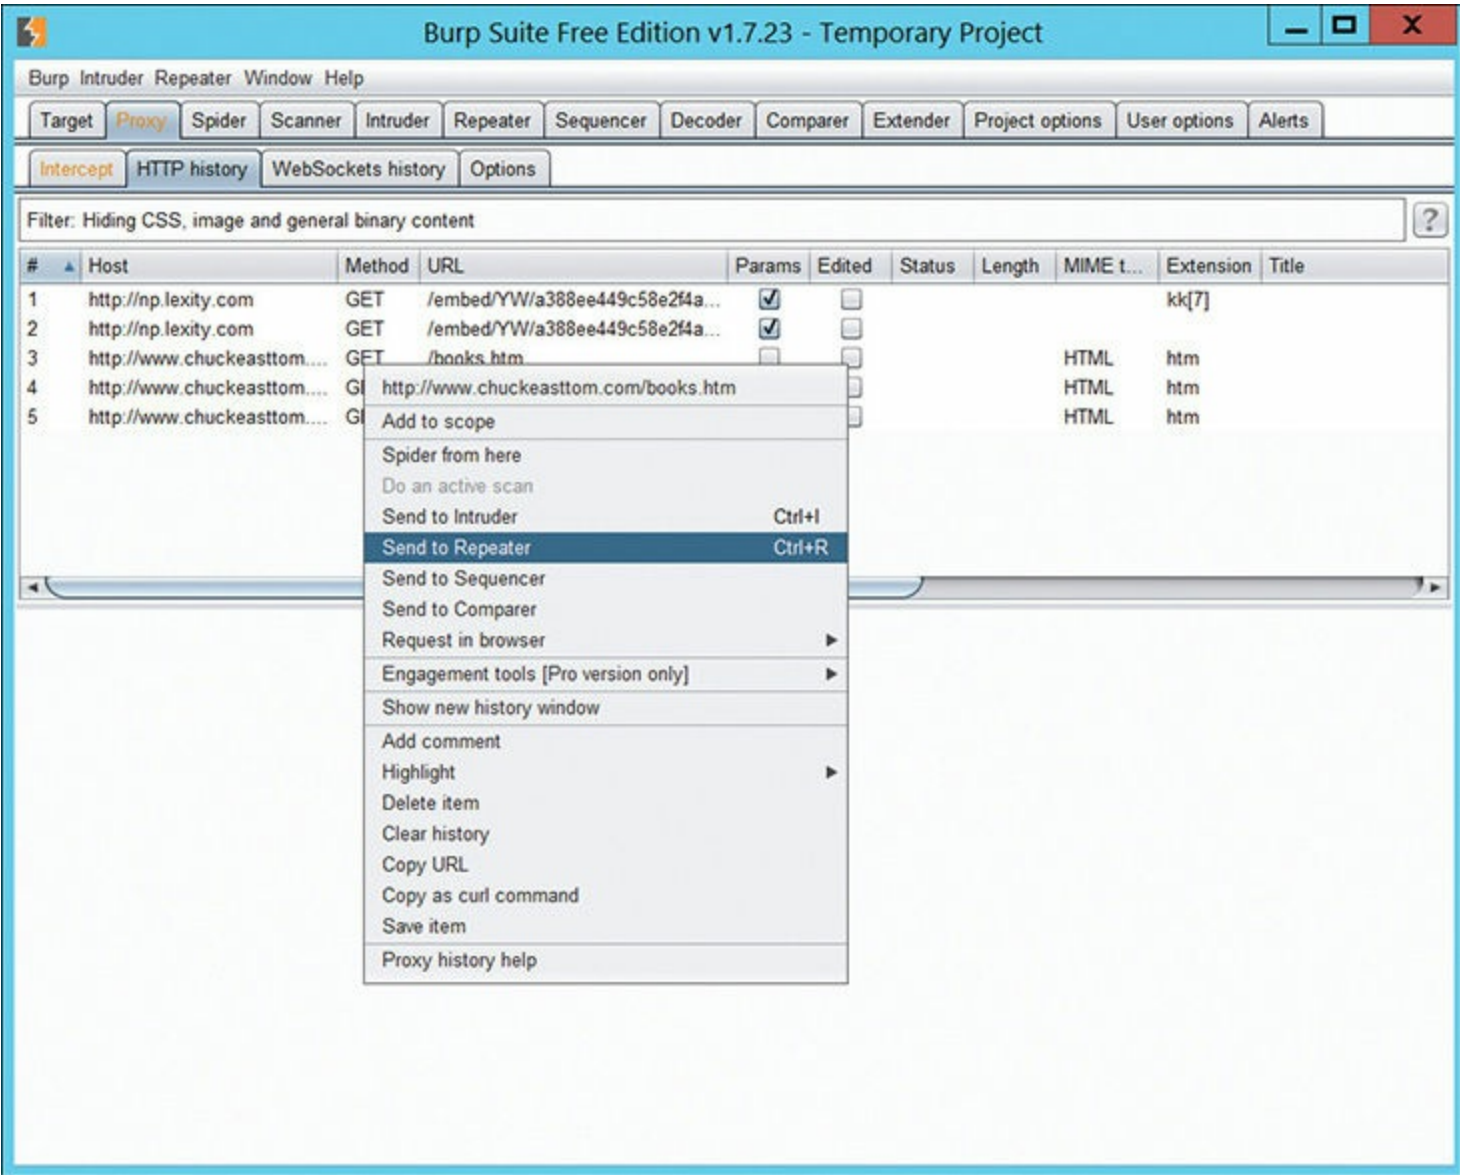 Burp Suite Free Edition v1.7.23 - Temporary Project
Burp Intruder Repeater Window Help
Target Proxy Spider Scanner Intruder Repeater Sequencer Decoder Comparer Extender Project options User options Alerts
Intercept HTTP history WebSockets history Options
Filter: Hiding CSS, image and general binary content ?
# Host Method URL Params Edited Status Length MIME t... Extension Title
1 http://np.lexity.com GET /embed/YW/a388ee449c58e2f4a... kk[7]
2 http://np.lexity.com GET /embed/YW/a388ee449c58e2f4a...
3 http://www.chuckeasttom.... GET /books.htm HTML htm
4 http://www.chuckeasttom.... HTML htm
5 http://www.chuckeasttom.... HTML htm
http://www.chuckeasttom.com/books.htm
Add to scope
Spider from here
Do an active scan
Send to Intruder Ctrl+I
Send to Repeater Ctrl+R
Send to Sequencer
Send to Comparer
Request in browser
Engagement tools [Pro version only]
Show new history window
Add comment
Highlight
Delete item
Clear history
Copy URL
Copy as curl command
Save item
Proxy history help